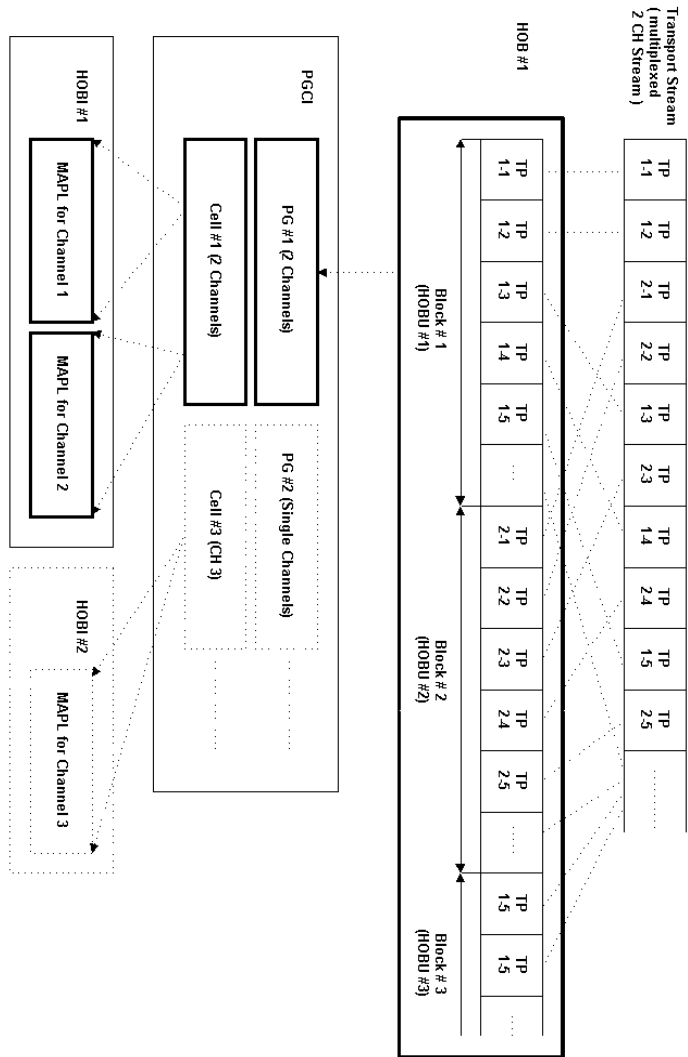 Transport Stream
( multiplexed
2 CH Stream )
TP
1-1
TP
1-2
TP
2-1
TP
2-2
TP
1-3
TP
2-3
TP
1-4
TP
2-4
TP
1-5
TP
2-5
HOB #1
TP
1-1
TP
1-2
TP
1-3
TP
1-4
TP
1-5
TP
2-1
TP
2-2
TP
2-3
TP
2-4
TP
2-5
TP
1-5
TP
1-5
Block # 1
(HOBU #1)
Block # 2
(HOBU #2)
Block # 3
(HOBU #3)
PGCI
PG #1 (2 Channels)
PG #2 (Single Channels)
Cell #1 (2 Channels)
Cell #3 (CH 3)
HOBI #1
MAPL for Channel 1
MAPL for Channel 2
HOBI #2
MAPL for Channel 3